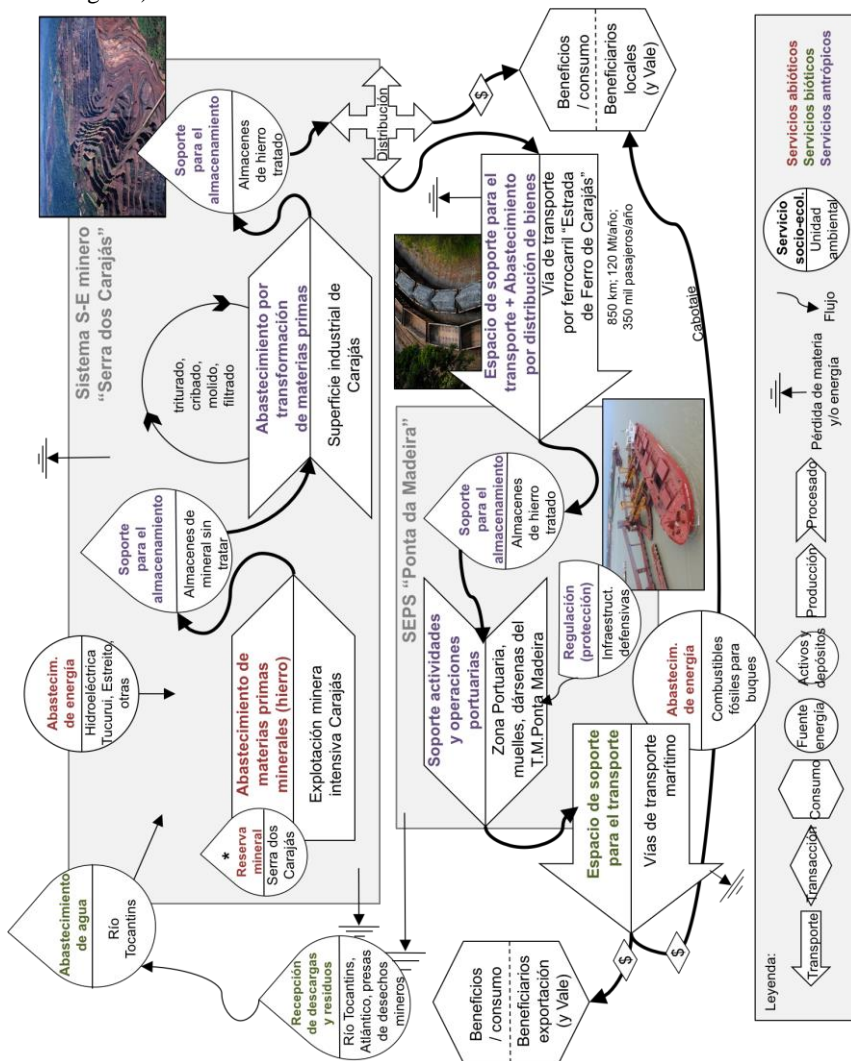 Sistema S-E minero
"Serra dos Carajás"
Abastecimiento
de agua
Río
Tocantins
Abastecim.
de energía
Hidroeléctrica
Tucurui, Estreito,
otras
Recepción
de descargas
y residuos
Río Tocantins,
Atlántico, presas
de desechos
mineros
*
Reserva
mineral
Serra dos
Carajás
Abastecimiento de
materias primas
minerales (hierro)
Explotación minera
intensiva Carajás
Soporte
para el
almacenamiento
Almacenes de
mineral sin
tratar
triturado,
cribado,
molido,
filtrado
Abastecimiento por
transformación
de materias primas
Superficie industrial de
Carajás
Soporte
para el
almacenamiento
Almacenes
de hierro
tratado
Distribución
$
Beneficios
/ consumo
Beneficiarios
locales
(y Vale)
Espacio de soporte para el
transporte + Abastecimiento
por distribución de bienes
Vía de transporte
por ferrocarril "Estrada
de Ferro de Carajás"
850 km; 120 Mt/año;
350 mil pasajeros/año
SEPS "Ponta da Madeira"
Soporte
para el
almacenamiento
Almacenes
de hierro
tratado
Soporte actividades
y operaciones
portuarias
Zona Portuaria,
muelles, dársenas del
T.M.Ponta Madeira
Regulación
(protección)
Infraestruct.
defensivas
Espacio de soporte
para el transporte
Vías de transporte
marítimo
Abastecim.
de energía
Combustibles
fósiles para
buques
Cabotaje
$
$
Beneficios
/ consumo
Beneficiarios
exportación
(y Vale)
Leyenda:
Transporte
Transacción
Consumo
Fuente
energía
Activos y
depósitos
Producción
Procesado
Pérdida de materia
y/o energía
Flujo
Servicio
socio-ecol.
Unidad
ambiental
Servicios abióticos
Servicios bióticos
Servicios antrópicos